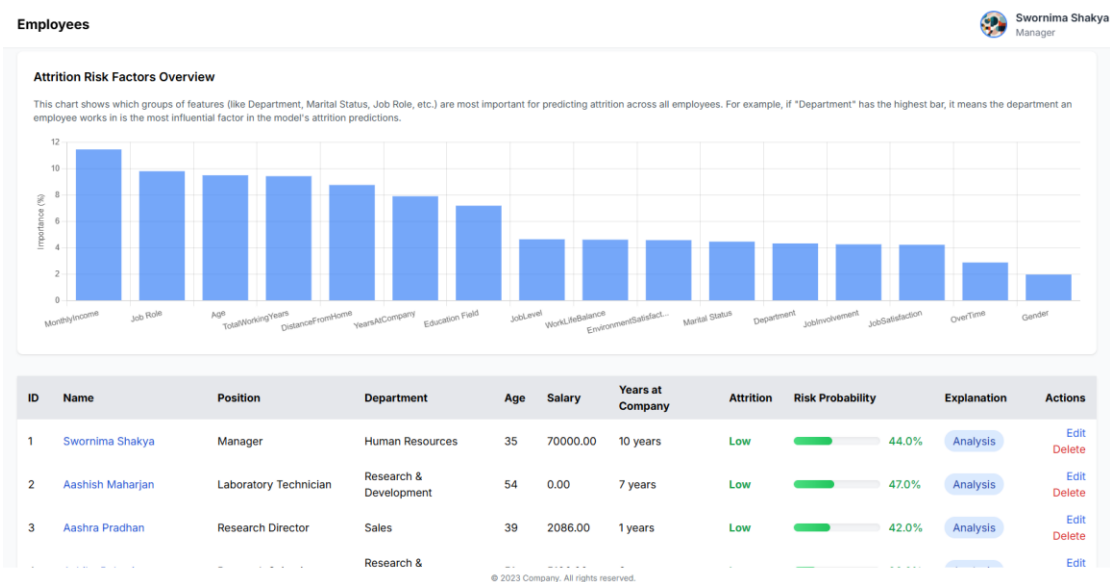 Employees
Swornima Shakya
Manager
Attrition Risk Factors Overview
This chart shows which groups of features (like Department, Marital Status, Job Role, etc.) are most important for predicting attrition across all employees. For example, if "Department" has the highest bar, it means the department an
employee works in is the most influential factor in the model's attrition predictions.
12
10
8
6
4
2
0
Importance (%)
MonthlyIncome
Job Role
Age
TotalWorkingYears
DistanceFromHome
YearsAtCompany
Education Field
JobLevel
WorkLifeBalance
EnvironmentSatisfact...
Marital Status
Department
JobInvolvement
JobSatisfaction
OverTime
Gender
ID Name Position Department Age Salary Years at Company Attrition Risk Probability Explanation Actions
1 Swornima Shakya Manager Human Resources 35 70000.00 10 years Low 44.0% Analysis Edit
Delete
2 Aashish Maharjan Laboratory Technician Research & Development 54 0.00 7 years Low 47.0% Analysis Edit
Delete
3 Aashra Pradhan Research Director Sales 39 2086.00 1 years Low 42.0% Analysis Edit
Delete
Research & Edit
© 2023 Company. All rights reserved.